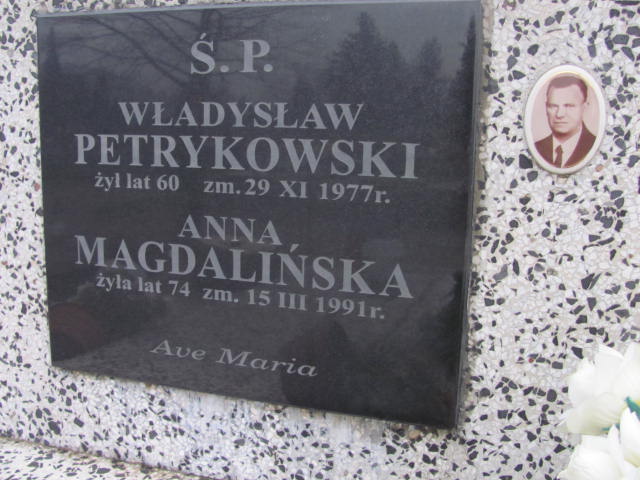 Ś.P.
WŁADYSŁAW
PETRYKOWSKI
żył lat 60 zm. 29 XI 1977r.
ANNA
MAGDALIŃSKA
żyła lat 74 zm. 15 III 1991r.
Ave Maria